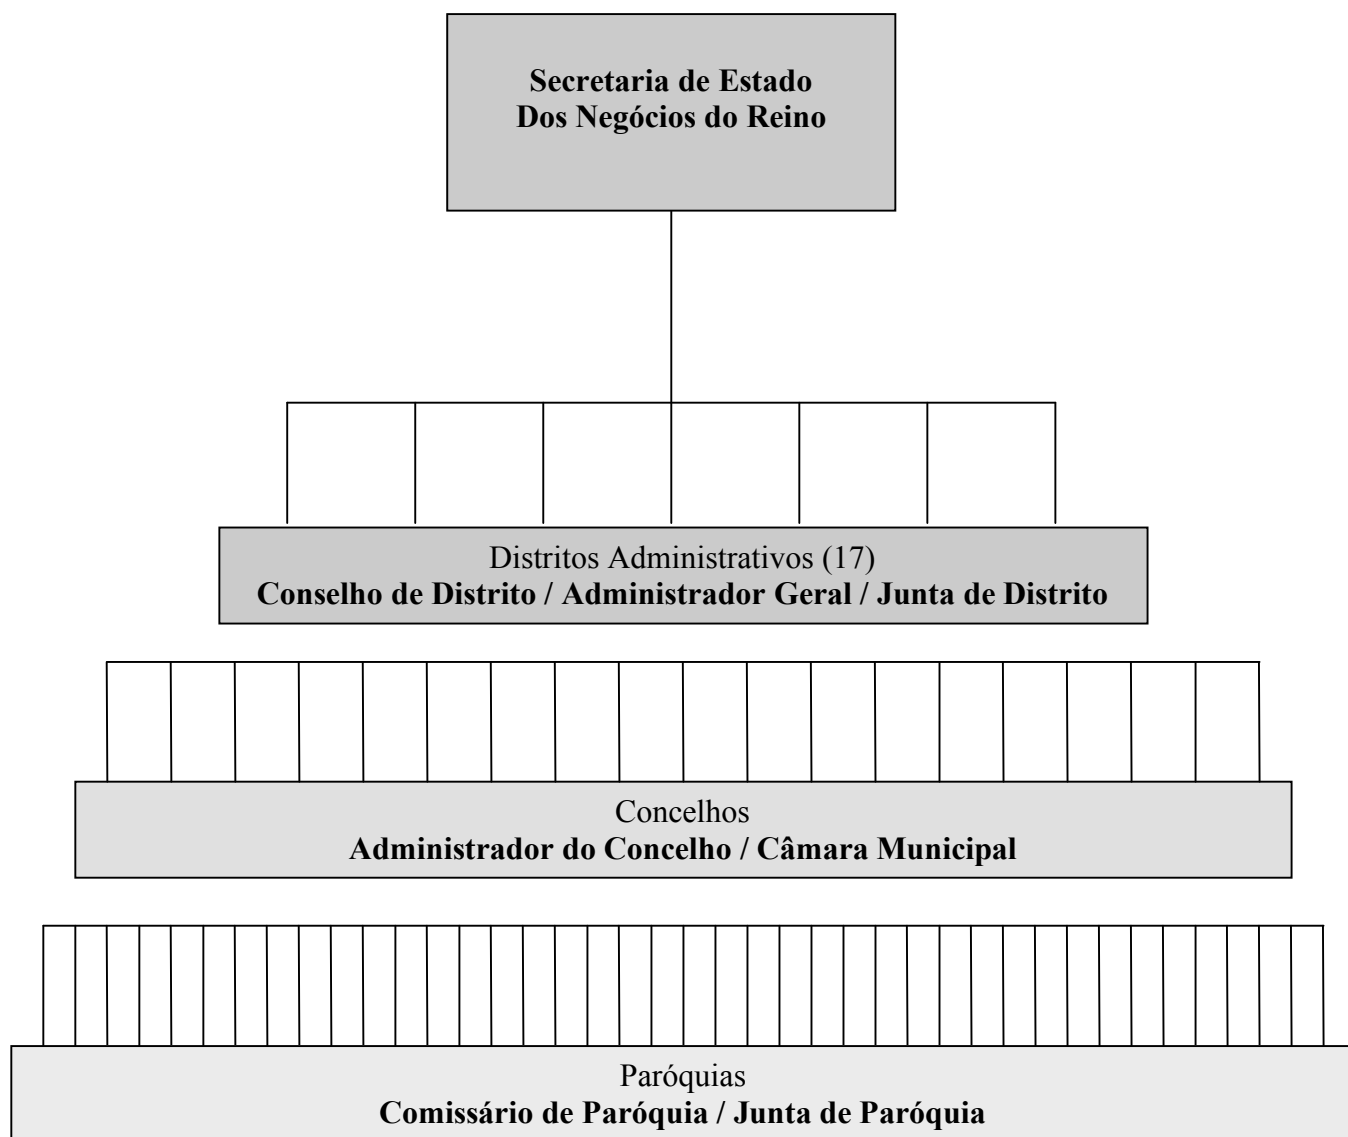 Secretaria de Estado
Dos Negócios do Reino
Distritos Administrativos (17)
Conselho de Distrito / Administrador Geral / Junta de Distrito
Concelhos
Administrador do Concelho / Câmara Municipal
Paróquias
Comissário de Paróquia / Junta de Paróquia